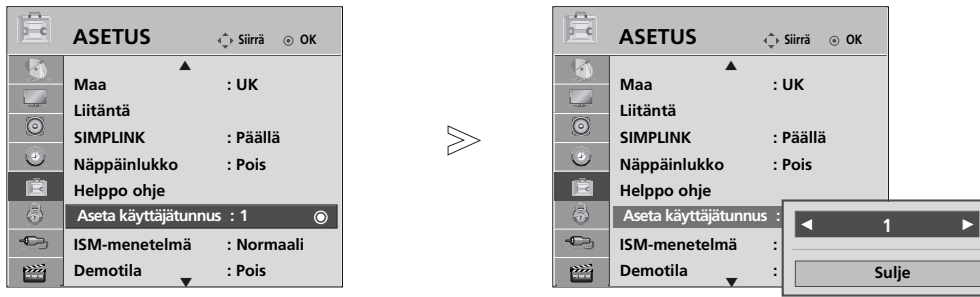 ASETUS Siirrä OK
Maa : UK
Liitäntä
SIMPLINK : Päällä
Näppäinlukko : Pois
Helppo ohje
Aseta käyttäjätunnus : 1
ISM-menetelmä : Normaali
Demotila : Pois
ASETUS Siirrä OK
Maa : UK
Liitäntä
SIMPLINK : Päällä
Näppäinlukko : Pois
Helppo ohje
Aseta käyttäjätunnus :
ISM-menetelmä :
Demotila :
1
Sulje